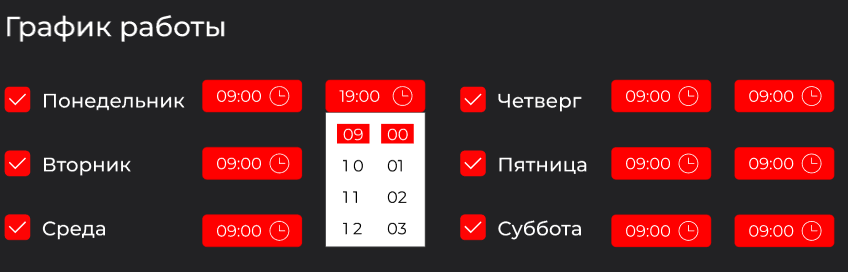 График работы
Понедельник 09:00 19:00 Четверг 09:00 09:00
09 00
Вторник 09:00 10 01 Пятница 09:00 09:00
11 02
Среда 09:00 12 03 Суббота 09:00 09:00